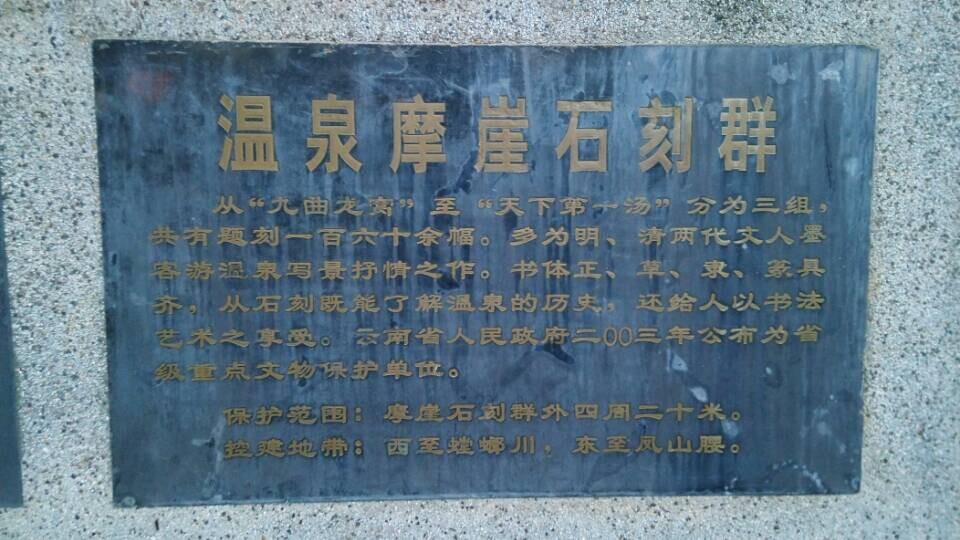 温泉摩崖石刻群
从“九曲龙窝”至“天下第一汤”分为三组，
共有题刻一百六十余幅。多为明、清两代文人墨
客游温泉写景抒情之作。书体正、草、隶、篆具
齐，从石刻既能了解温泉的历史，还给人以书法
艺术之享受。云南省人民政府二00三年公布为省
级重点文物保护单位。
保护范围：摩崖石刻群外四周二十米。
控建地带：西至螳螂川，东至凤山腰。